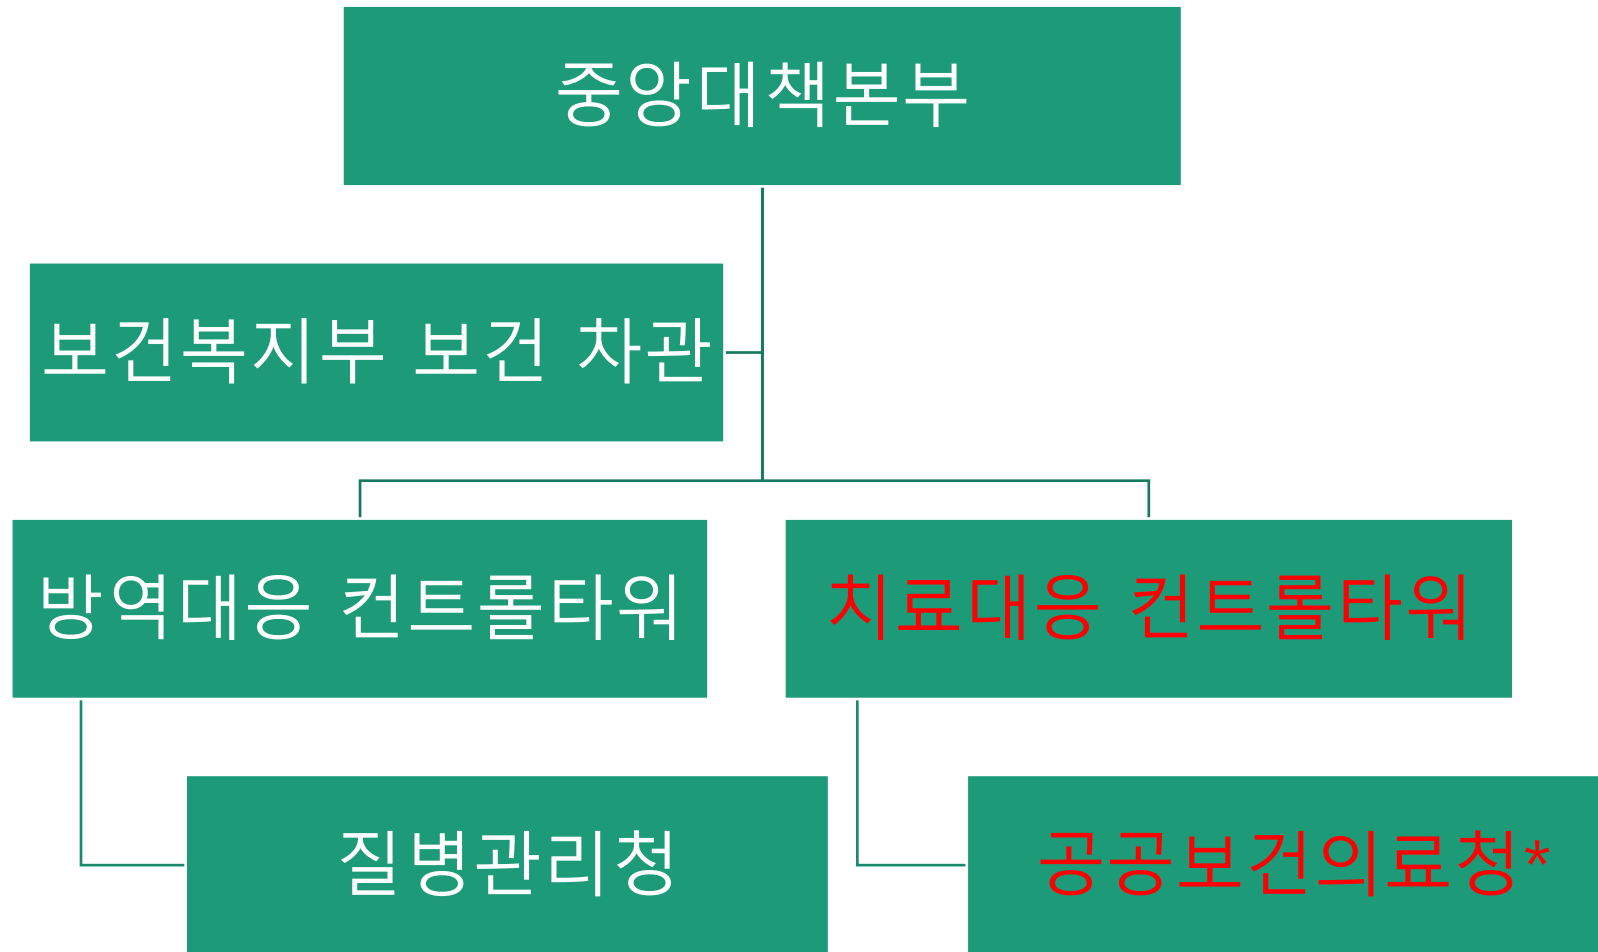 중앙대책본부
보건복지부 보건 차관
방역대응 컨트롤타워
치료대응 컨트롤타워
질병관리청
공공보건의료청*